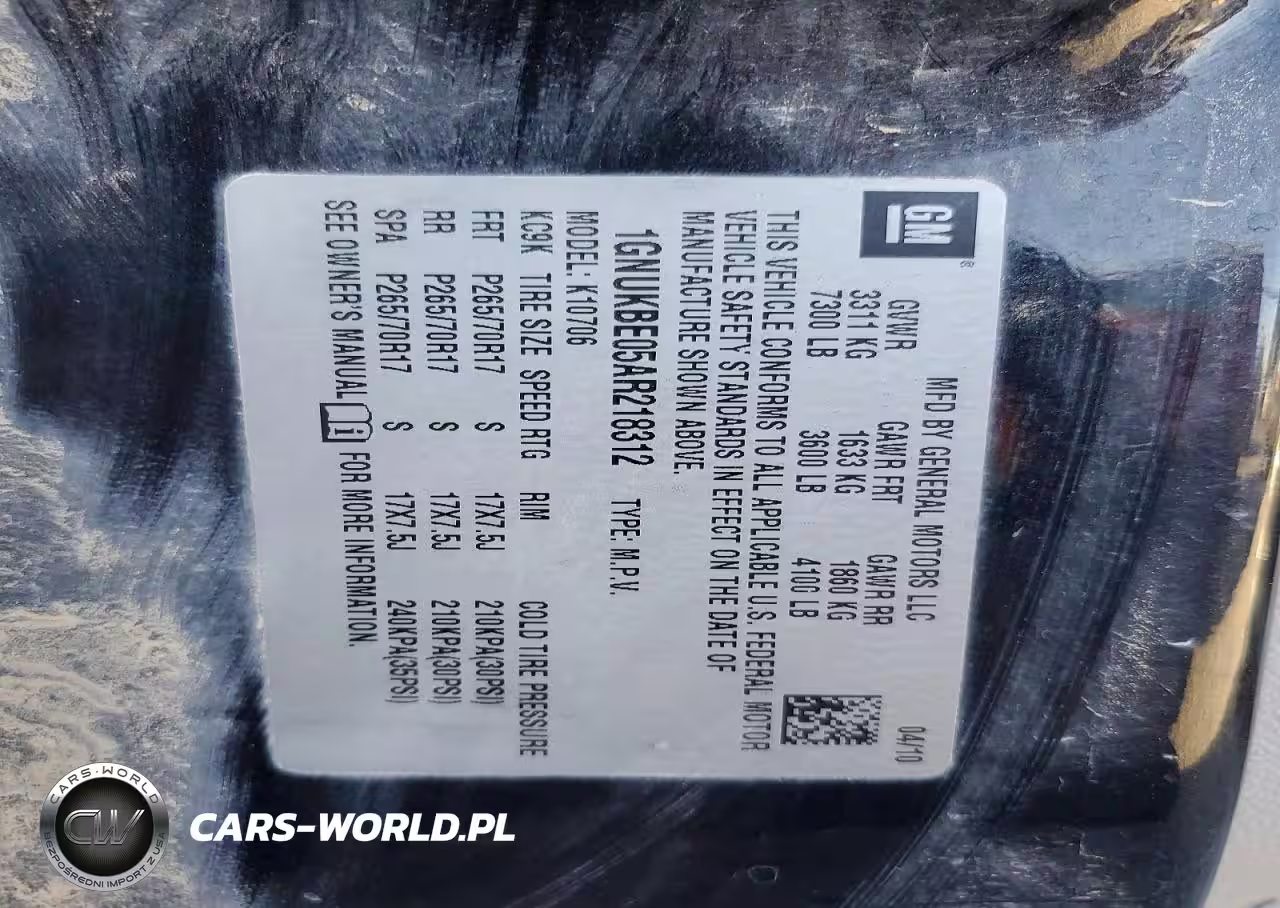 GM®
MFD BY GENERAL MOTORS LLC 04/10
GVWR GAWR FRT GAWR RR
3311 KG 1633 KG 1860 KG
7300 LB 3600 LB 4100 LB
THIS VEHICLE CONFORMS TO ALL APPLICABLE U.S. FEDERAL MOTOR
VEHICLE SAFETY STANDARDS IN EFFECT ON THE DATE OF
MANUFACTURE SHOWN ABOVE.
1GNUKBE05AR218312 TYPE: M.P.V.
MODEL: K10706
KC9K TIRE SIZE SPEED RTG RIM COLD TIRE PRESSURE
FRT P265/70R17 S 17X7.5J 210KPA(30PSI)
RR P265/70R17 S 17X7.5J 210KPA(30PSI)
SPA P265/70R17 S 17X7.5J 240KPA(35PSI)
SEE OWNER'S MANUAL i FOR MORE INFORMATION.
CARS-WORLD
CW
BEZPOŚREDNI IMPORT Z USA
CARS-WORLD.PL